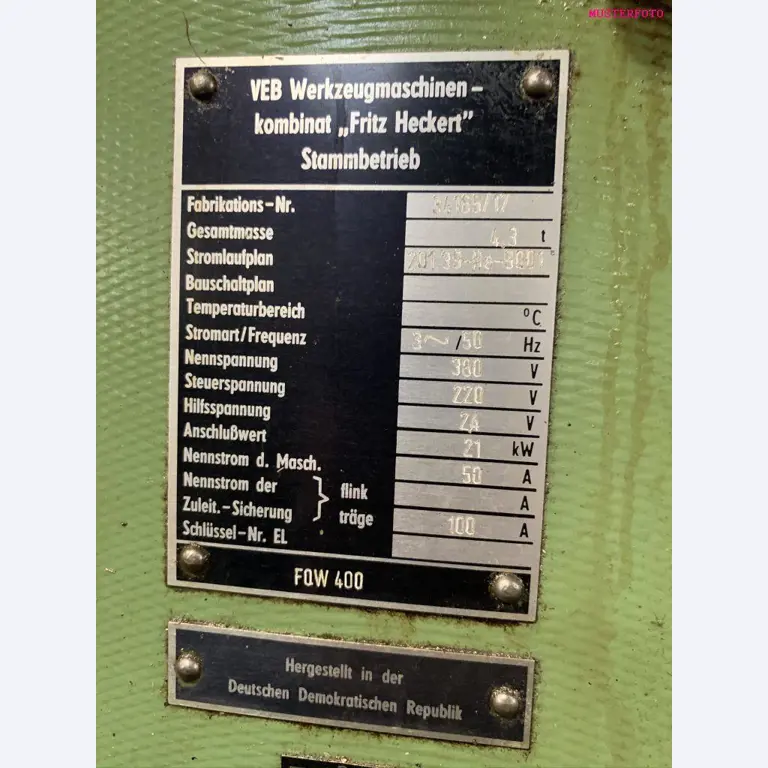 MUSTERFOTO
VEB Werkzeugmaschinen-
kombinat „Fritz Heckert”
Stammbetrieb
Fabrikations-Nr.
Gesamtmasse 4,3 t
Stromlaufplan
Bauschaltplan
Temperaturbereich °C
Stromart/Frequenz 3~/50 Hz
Nennspannung 380 V
Steuerspannung 220 V
Hilfsspannung 24 V
Anschlußwert 21 kW
Nennstrom d. Masch. 50 A
Nennstrom der } flink A
Zuleit.-Sicherung träge 100 A
Schlüssel-Nr. EL
FQW 400
Hergestellt in der
Deutschen Demokratischen Republik